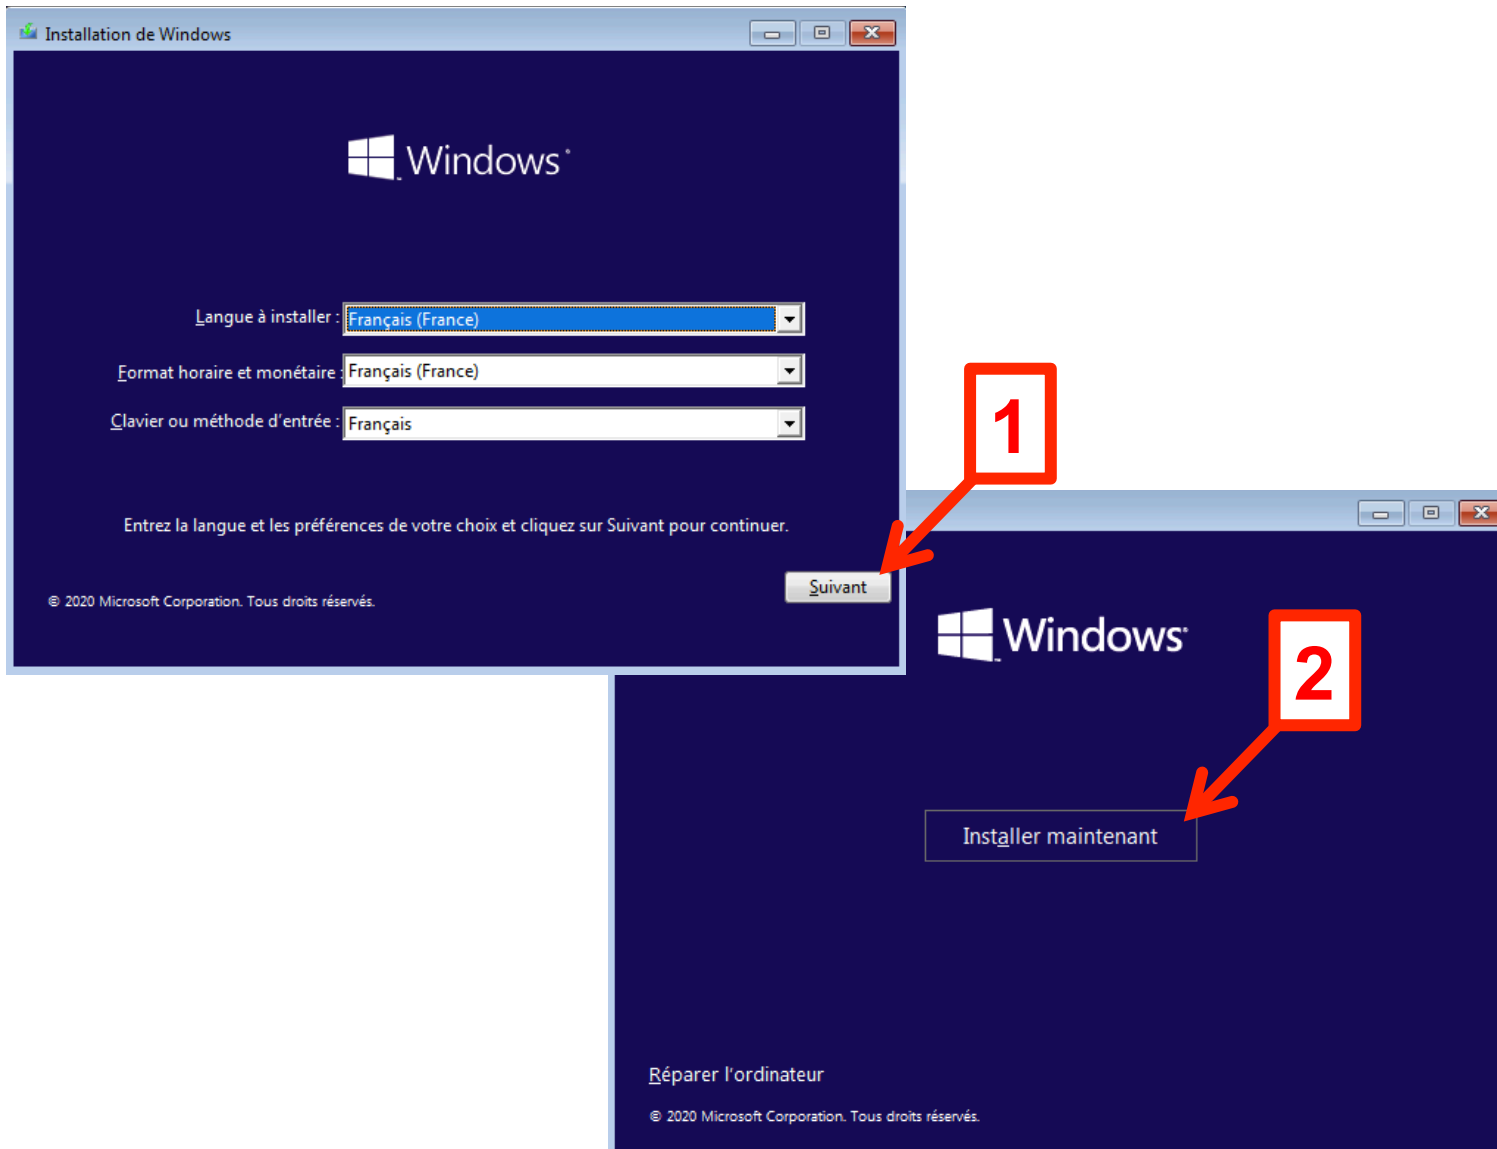 Installation de Windows
Windows
Langue à installer : Français (France)
Format horaire et monétaire : Français (France)
Clavier ou méthode d'entrée : Français
Entrez la langue et les préférences de votre choix et cliquez sur Suivant pour continuer.
Suivant
© 2020 Microsoft Corporation. Tous droits réservés.
1
Windows
2
Installer maintenant
Réparer l'ordinateur
© 2020 Microsoft Corporation. Tous droits réservés.